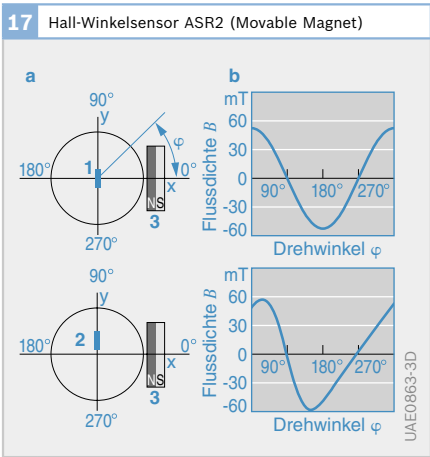 17 Hall-Winkelsensor ASR2 (Movable Magnet)
a
90°
y
φ
180°
1
0°
x
N S
3
270°
b
mT
60
30
0
-30
-60
90° 180° 270°
Flussdichte B
Drehwinkel φ
90°
y
180°
2
0°
x
N S
3
270°
mT
60
30
0
-30
-60
90° 180° 270°
Flussdichte B
Drehwinkel φ
UAE0863-3D